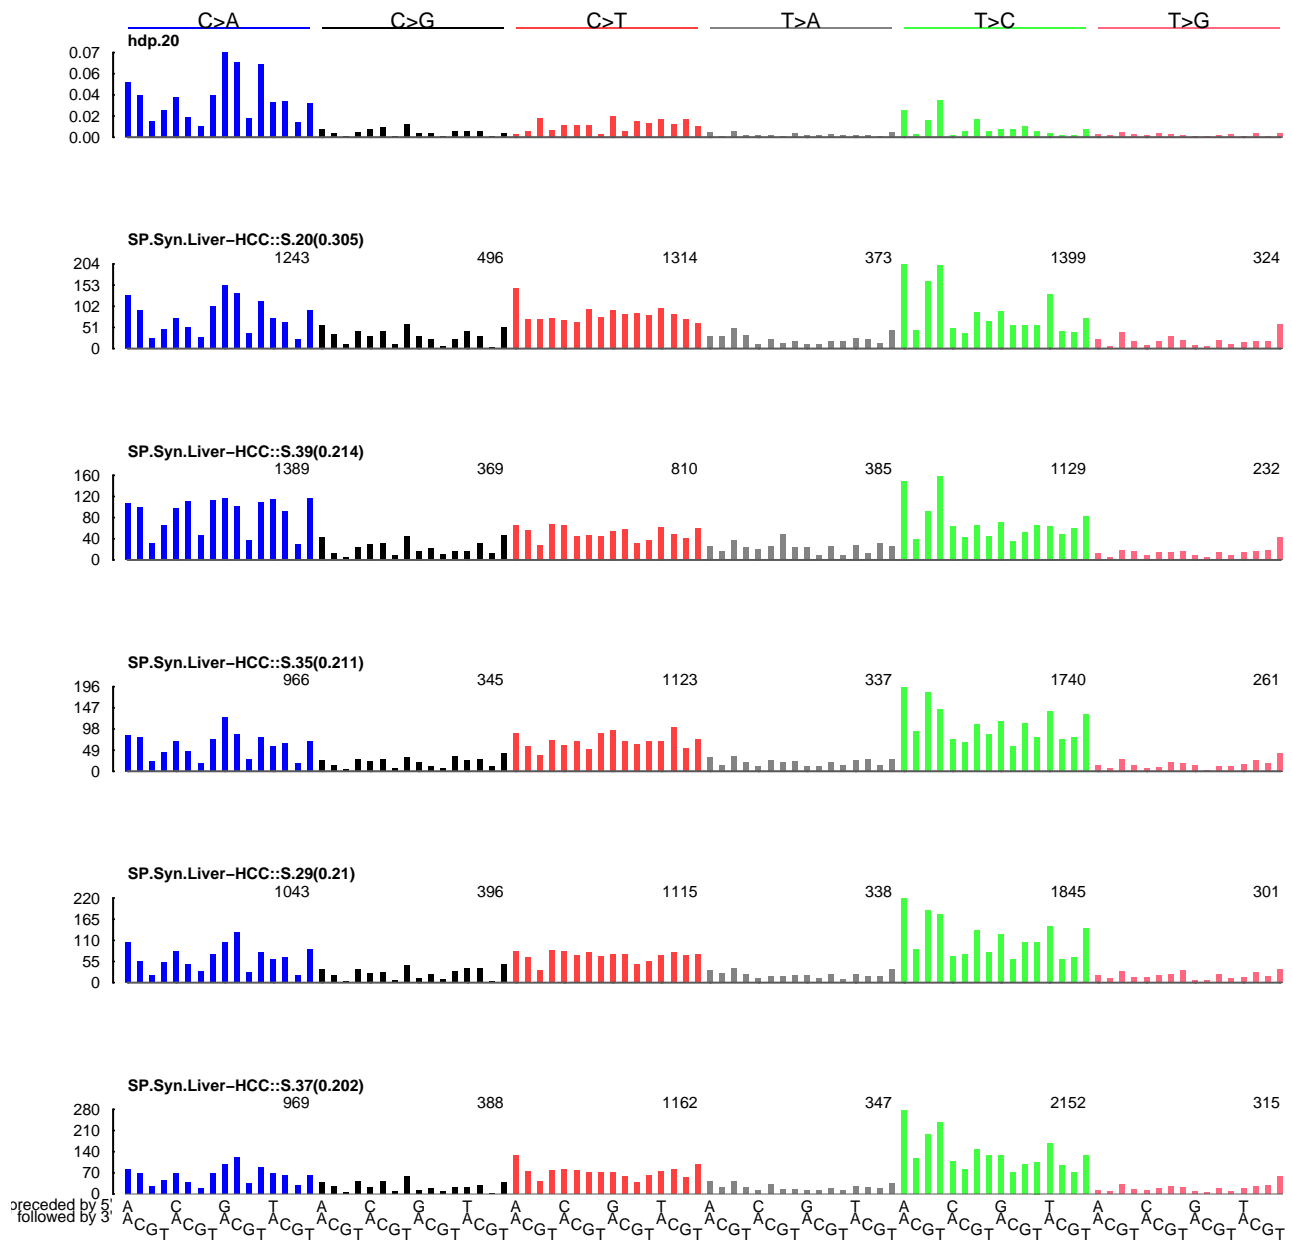 C>A C>G C>T T>A T>C T>G
hdp.20
0.07
0.06
0.04
0.02
0.00
SP.Syn.Liver−HCC::S.20(0.305)
1243 496 1314 373 1399 324
204
153
102
51
0
SP.Syn.Liver−HCC::S.39(0.214)
1389 369 810 385 1129 232
160
120
80
40
0
SP.Syn.Liver−HCC::S.35(0.211)
966 345 1123 337 1740 261
196
147
98
49
0
SP.Syn.Liver−HCC::S.29(0.21)
1043 396 1115 338 1845 301
220
165
110
55
0
SP.Syn.Liver−HCC::S.37(0.202)
969 388 1162 347 2152 315
280
210
140
70
0
preceded by 5' A C G T A C G T A C G T A C G T A C G T A C G T
followed by 3' A C G T A C G T A C G T A C G T A C G T A C G T A C G T A C G T A C G T A C G T A C G T A C G T A C G T A C G T A C G T A C G T A C G T A C G T A C G T A C G T A C G T A C G T A C G T A C G T